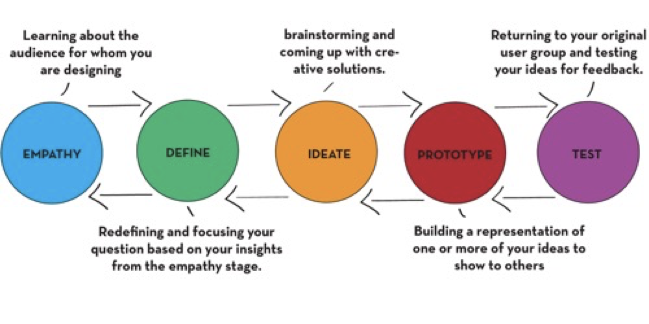 Learning about the
audience for whom you
are designing
brainstorming and
coming up with cre-
ative solutions.
Returning to your original
user group and testing
your ideas for feedback.
EMPATHY
DEFINE
IDEATE
PROTOTYPE
TEST
Redefining and focusing your
question based on your insights
from the empathy stage.
Building a representation of
one or more of your ideas to
show to others